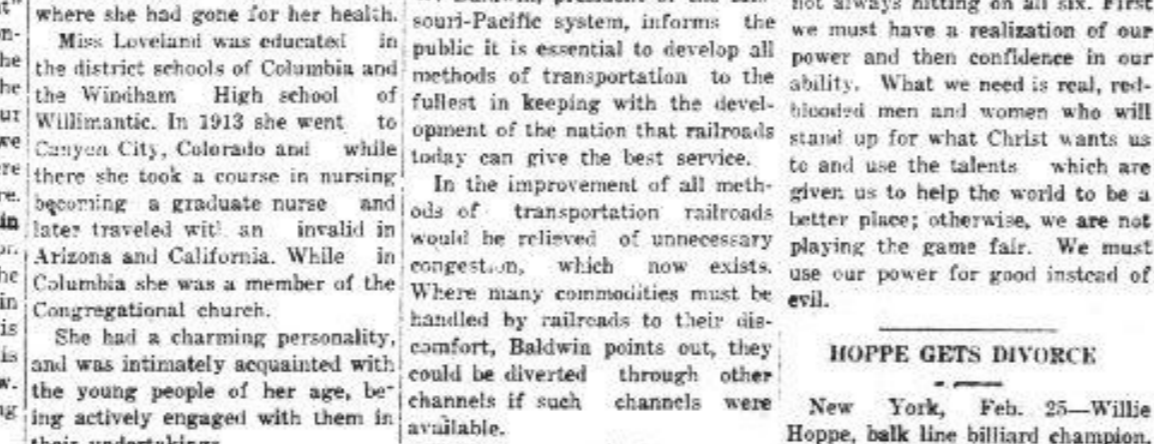 where she had gone for her health.
Miss Loveland was educated in
the district schools of Columbia and
the Windham High school of
Willimantic. In 1913 she went to
Canyon City, Colorado and while
there she took a course in nursing
becoming a graduate nurse and
later traveled with an invalid in
Arizona and California. While in
Columbia she was a member of the
Congregational church.
She had a charming personality,
and was intimately acquainted with
the young people of her age, be-
ing actively engaged with them in
their undertakings
souri-Pacific system, informs the
public it is essential to develop all
methods of transportation to the
fullest in keeping with the devel-
opment of the nation that railroads
today can give the best service.
In the improvement of all meth-
ods of transportation railroads
would be relieved of unnecessary
congestion, which now exists.
Where many commodities must be
handled by railroads to their dis-
comfort, Baldwin points out, they
could be diverted through other
channels if such channels were
available.
not always hitting on all six. First
we must have a realization of our
power and then confidence in our
ability. What we need is real, red-
blooded men and women who will
stand up for what Christ wants us
to and use the talents which are
given us to help the world to be a
better place; otherwise, we are not
playing the game fair. We must
use our power for good instead of
evil.
HOPPE GETS DIVORCE
New York, Feb. 25—Willie
Hoppe, balk line billiard champion,